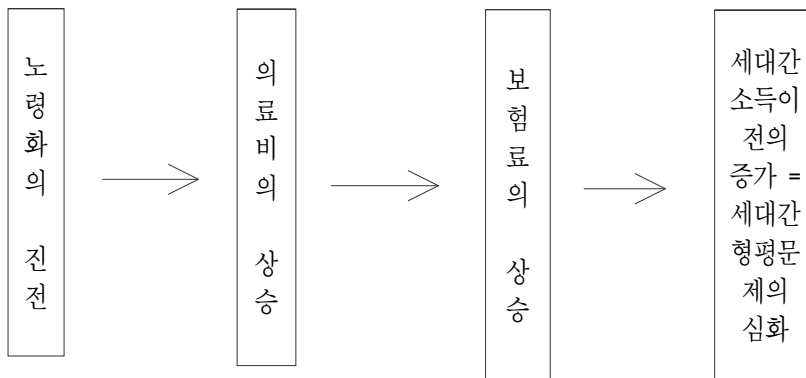 노령화의 진전
의료비의 상승
보험료의 상승
세대간
소득이
전의
증가 =
세대간
형평문
제의
심화